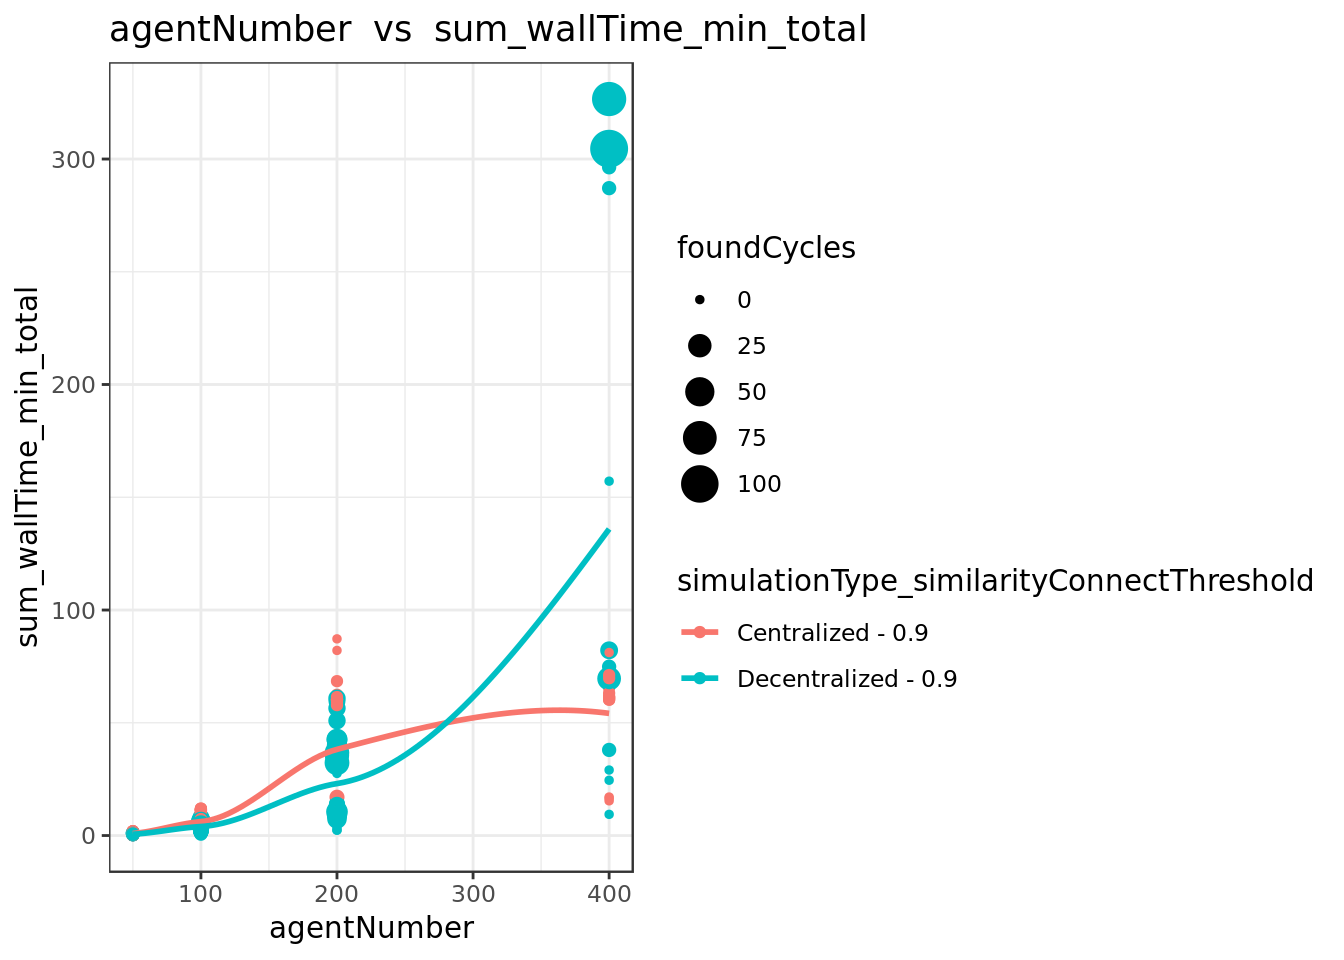 agentNumber vs sum_wallTime_min_total
sum_wallTime_min_total
300
200
100
0
100
200
300
400
agentNumber
foundCycles
0
25
50
75
100
simulationType_similarityConnectThreshold
Centralized - 0.9
Decentralized - 0.9